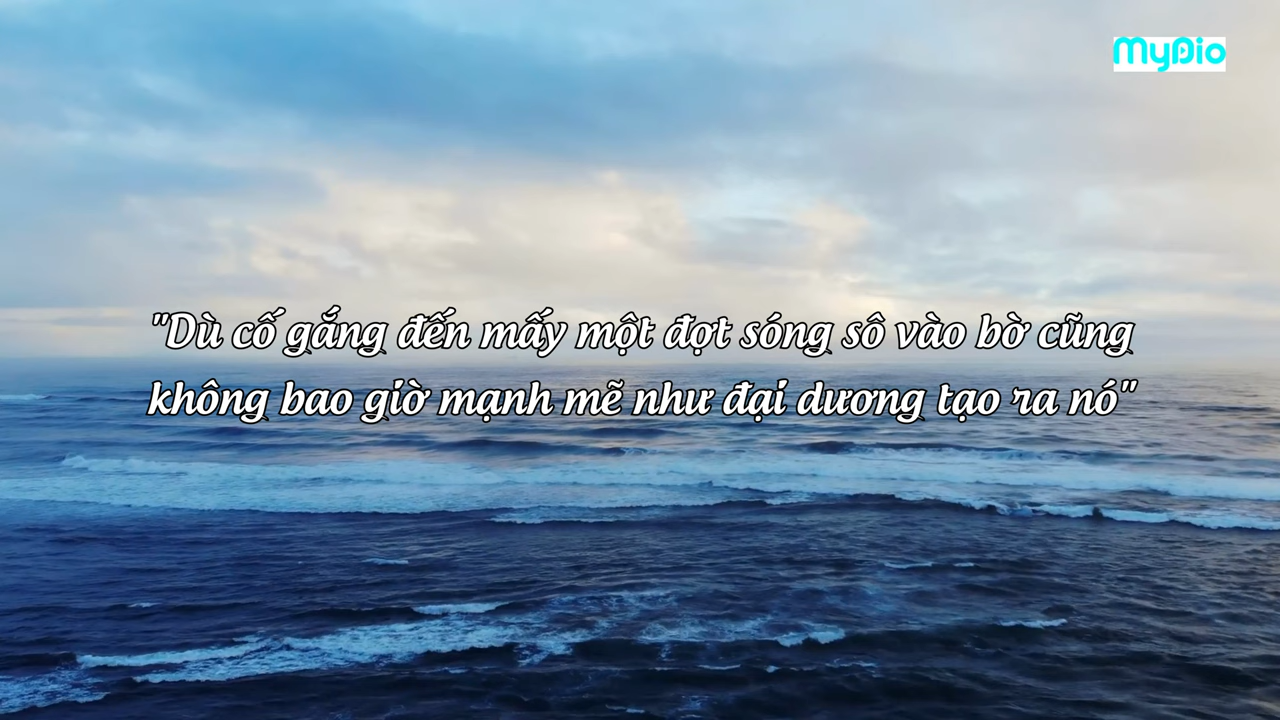 MyDio
"Dù cố gắng đến mấy một đợt sóng sô vào bờ cũng
không bao giờ mạnh mẽ như đại dương tạo ra nó"